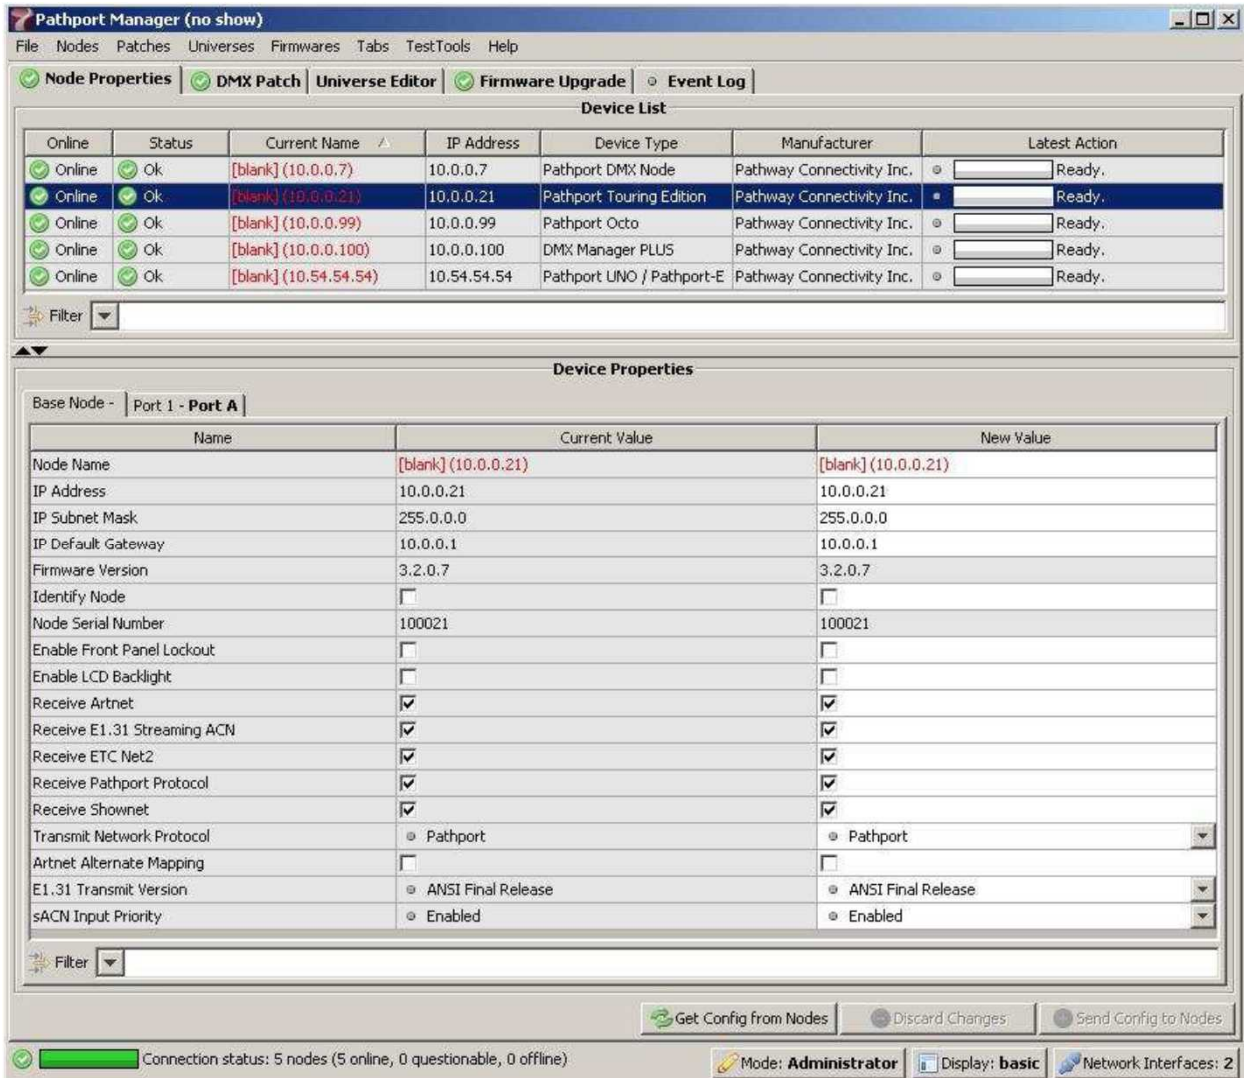 Pathport Manager (no show)
File Nodes Patches Universes Firmwares Tabs TestTools Help
Node Properties DMX Patch Universe Editor Firmware Upgrade Event Log
Device List
Online Status Current Name IP Address Device Type Manufacturer Latest Action
Online Ok [blank] (10.0.0.7) 10.0.0.7 Pathport DMX Node Pathway Connectivity Inc. Ready.
Online Ok [blank] (10.0.0.21) 10.0.0.21 Pathport Touring Edition Pathway Connectivity Inc. Ready.
Online Ok [blank] (10.0.0.99) 10.0.0.99 Pathport Octo Pathway Connectivity Inc. Ready.
Online Ok [blank] (10.0.0.100) 10.0.0.100 DMX Manager PLUS Pathway Connectivity Inc. Ready.
Online Ok [blank] (10.54.54.54) 10.54.54.54 Pathport UNO / Pathport-E Pathway Connectivity Inc. Ready.
Filter
Device Properties
Base Node - Port 1 - Port A
Name Current Value New Value
Node Name [blank] (10.0.0.21) [blank] (10.0.0.21)
IP Address 10.0.0.21 10.0.0.21
IP Subnet Mask 255.0.0.0 255.0.0.0
IP Default Gateway 10.0.0.1 10.0.0.1
Firmware Version 3.2.0.7 3.2.0.7
Identify Node
Node Serial Number 100021 100021
Enable Front Panel Lockout
Enable LCD Backlight
Receive Artnet
Receive E1.31 Streaming ACN
Receive ETC Net2
Receive Pathport Protocol
Receive Shownet
Transmit Network Protocol Pathport Pathport
Artnet Alternate Mapping
E1.31 Transmit Version ANSI Final Release ANSI Final Release
sACN Input Priority Enabled Enabled
Filter
Get Config from Nodes Discard Changes Send Config to Nodes
Connection status: 5 nodes (5 online, 0 questionable, 0 offline) Mode: Administrator Display: basic Network Interfaces: 2